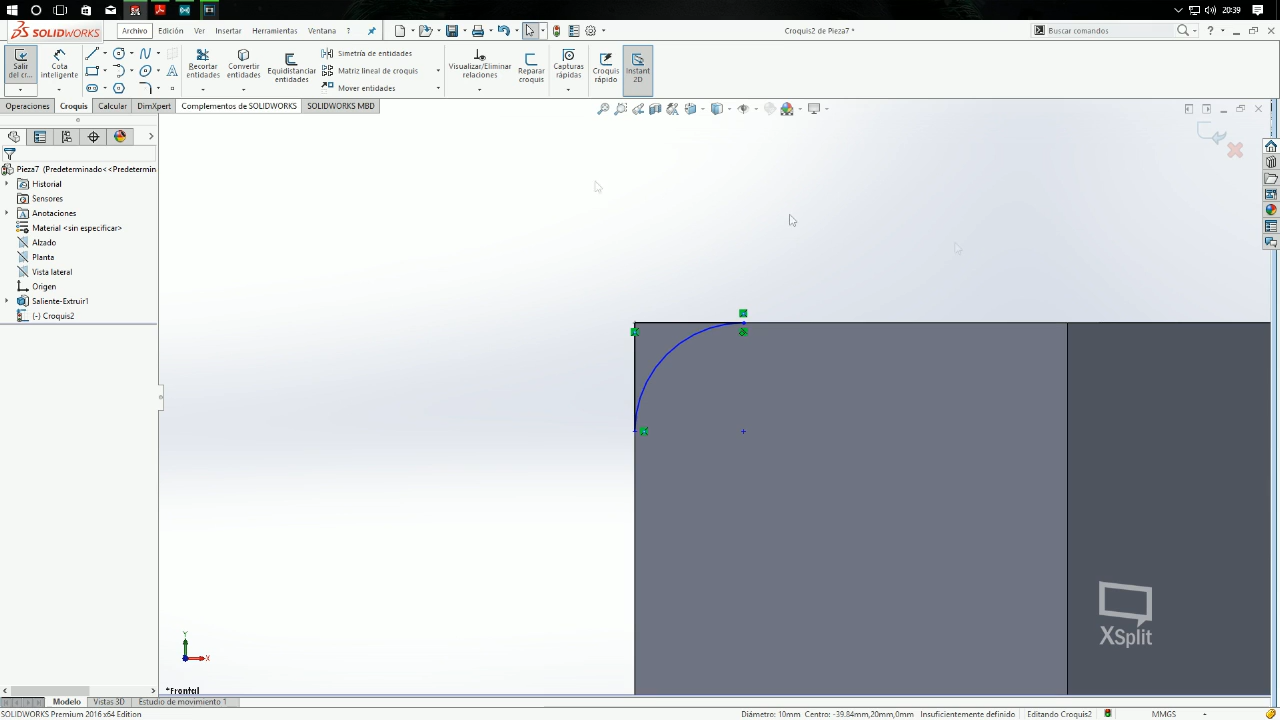 20:39
SOLIDWORKS
Archivo Edición Ver Insertar Herramientas Ventana ?
Croquis2 de Pieza7 *
Buscar comandos
Salir del cr...
Cota inteligente
Recortar entidades
Convertir entidades
Equidistanciar entidades
Simetría de entidades
Matriz lineal de croquis
Mover entidades
Visualizar/Eliminar relaciones
Reparar croquis
Capturas rápidas
Croquis rápido
Instant 2D
Operaciones Croquis Calcular DimXpert Complementos de SOLIDWORKS SOLIDWORKS MBD
Pieza7 (Predeterminado<<Predetermin
Historial
Sensores
Anotaciones
Material <sin especificar>
Alzado
Planta
Vista lateral
Origen
Saliente-Extruir1
(-) Croquis2
Y
X
*Frontal
XSplit
Modelo Vistas 3D Estudio de movimiento 1
SOLIDWORKS Premium 2016 x64 Edition
Diámetro: 10mm Centro: -39.84mm,20mm,0mm Insuficientemente definido Editando Croquis2 MMGS